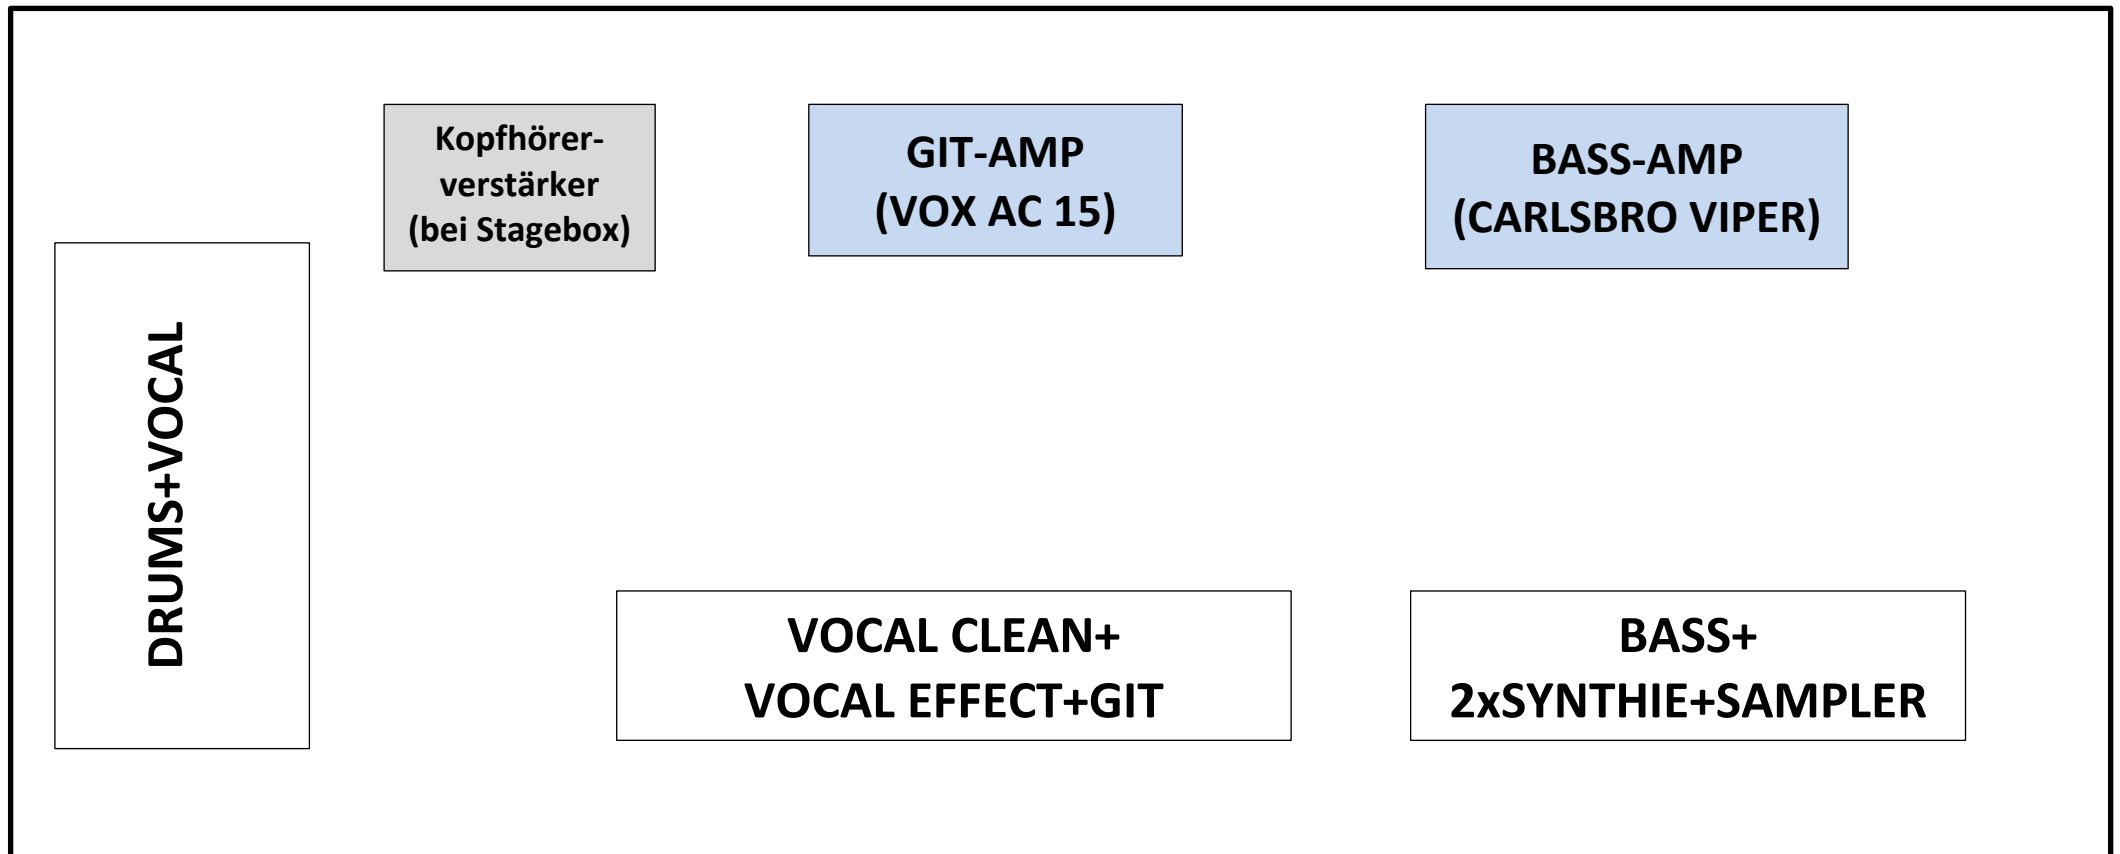 Kopfhörer-
verstärker
(bei Stagebox)
GIT-AMP
(VOX AC 15)
BASS-AMP
(CARLSBRO VIPER)
DRUMS+VOCAL
VOCAL CLEAN+
VOCAL EFFECT+GIT
BASS+
2xSYNTHIE+SAMPLER